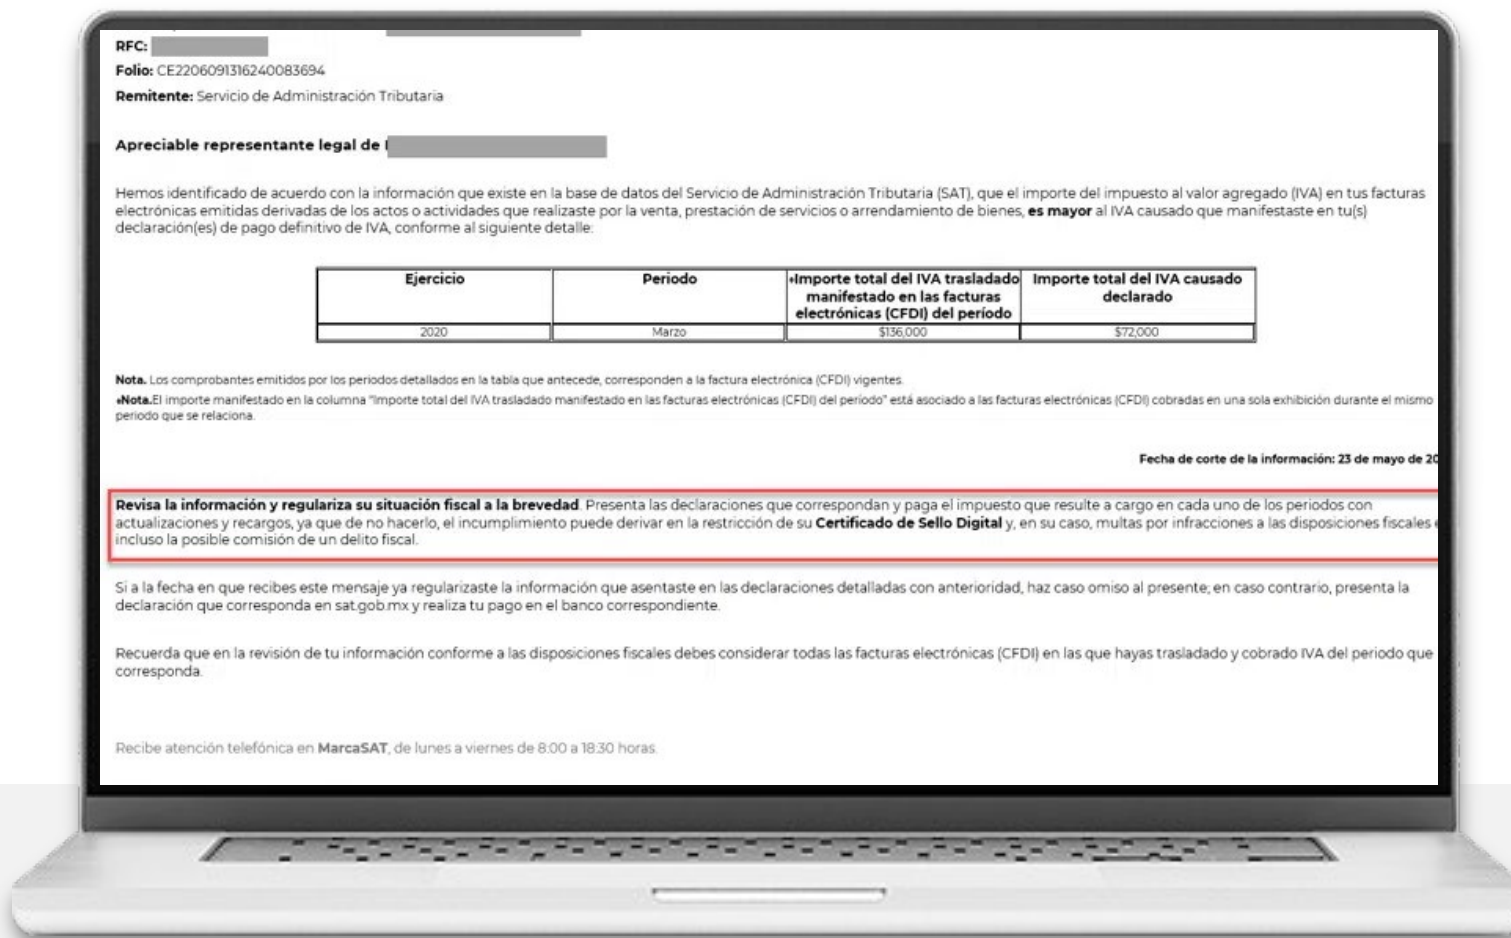 RFC:
Folio: CE2206091316240083694
Remitente: Servicio de Administración Tributaria
Apreciable representante legal de
Hemos identificado de acuerdo con la información que existe en la base de datos del Servicio de Administración Tributaria (SAT), que el importe del impuesto al valor agregado (IVA) en tus facturas
electrónicas emitidas derivadas de los actos o actividades que realizaste por la venta, prestación de servicios o arrendamiento de bienes, es mayor al IVA causado que manifestaste en tu(s)
declaración(es) de pago definitivo de IVA, conforme al siguiente detalle:
Ejercicio Periodo *Importe total del IVA trasladado Importe total del IVA causado
manifestado en las facturas declarado
electrónicas (CFDI) del período
2020 Marzo $136,000 $72,000
Nota. Los comprobantes emitidos por los periodos detallados en la tabla que antecede, corresponden a la factura electrónica (CFDI) vigentes.
*Nota.El importe manifestado en la columna "Importe total del IVA trasladado manifestado en las facturas electrónicas (CFDI) del período" está asociado a las facturas electrónicas (CFDI) cobradas en una sola exhibición durante el mismo
periodo que se relaciona.
Fecha de corte de la información: 23 de mayo de 20
Revisa la información y regulariza su situación fiscal a la brevedad. Presenta las declaraciones que correspondan y paga el impuesto que resulte a cargo en cada uno de los periodos con
actualizaciones y recargos, ya que de no hacerlo, el incumplimiento puede derivar en la restricción de su Certificado de Sello Digital y, en su caso, multas por infracciones a las disposiciones fiscales e
incluso la posible comisión de un delito fiscal.
Si a la fecha en que recibes este mensaje ya regularizaste la información que asentaste en las declaraciones detalladas con anterioridad, haz caso omiso al presente; en caso contrario, presenta la
declaración que corresponda en sat.gob.mx y realiza tu pago en el banco correspondiente.
Recuerda que en la revisión de tu información conforme a las disposiciones fiscales debes considerar todas las facturas electrónicas (CFDI) en las que hayas trasladado y cobrado IVA del periodo que
corresponda.
Recibe atención telefónica en MarcaSAT, de lunes a viernes de 8:00 a 18:30 horas.